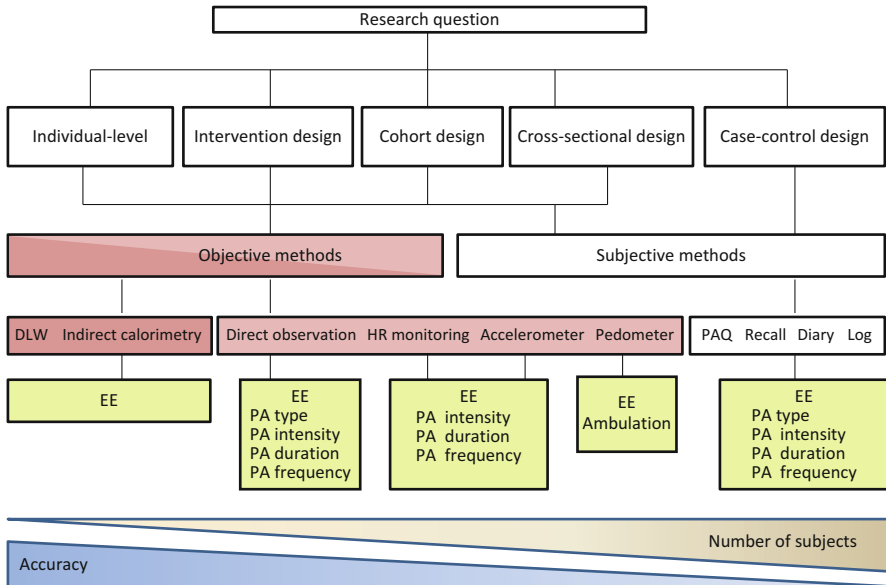 Research question
Individual-level
Intervention design
Cohort design
Cross-sectional design
Case-control design
Objective methods
Subjective methods
DLW Indirect calorimetry
Direct observation HR monitoring Accelerometer Pedometer
PAQ Recall Diary Log
EE
EE
PA type
PA intensity
PA duration
PA frequency
EE
PA intensity
PA duration
PA frequency
EE
Ambulation
EE
PA type
PA intensity
PA duration
PA frequency
Number of subjects
Accuracy